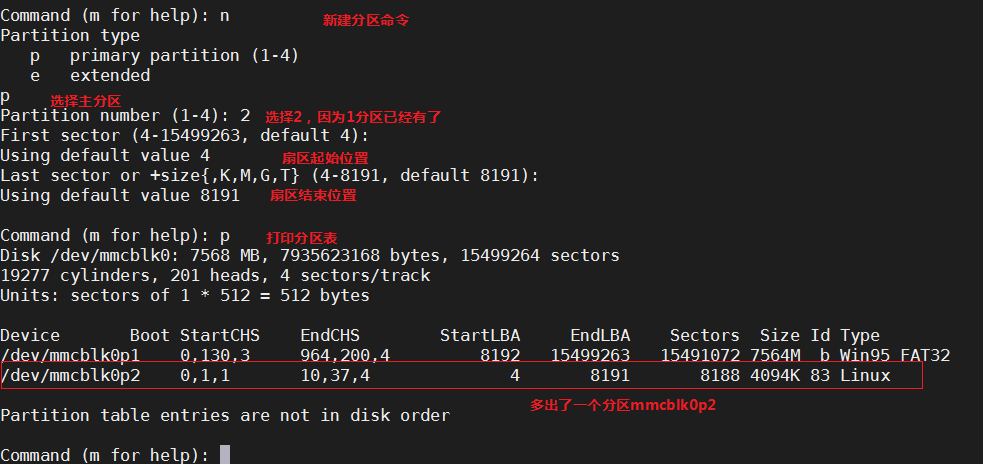 Command (m for help): n 新建分区命令
Partition type
p primary partition (1-4)
e extended
p 选择主分区
Partition number (1-4): 2 选择2，因为1分区已经有了
First sector (4-15499263, default 4):
Using default value 4 扇区起始位置
Last sector or +size{,K,M,G,T} (4-8191, default 8191):
Using default value 8191 扇区结束位置
Command (m for help): p 打印分区表
Disk /dev/mmcblk0: 7568 MB, 7935623168 bytes, 15499264 sectors
19277 cylinders, 201 heads, 4 sectors/track
Units: sectors of 1 * 512 = 512 bytes
Device Boot StartCHS EndCHS StartLBA EndLBA Sectors Size Id Type
/dev/mmcblk0p1 0,130,3 964,200,4 8192 15499263 15491072 7564M b Win95 FAT32
/dev/mmcblk0p2 0,1,1 10,37,4 4 8191 8188 4094K 83 Linux
多出了一个分区mmcblk0p2
Partition table entries are not in disk order
Command (m for help):